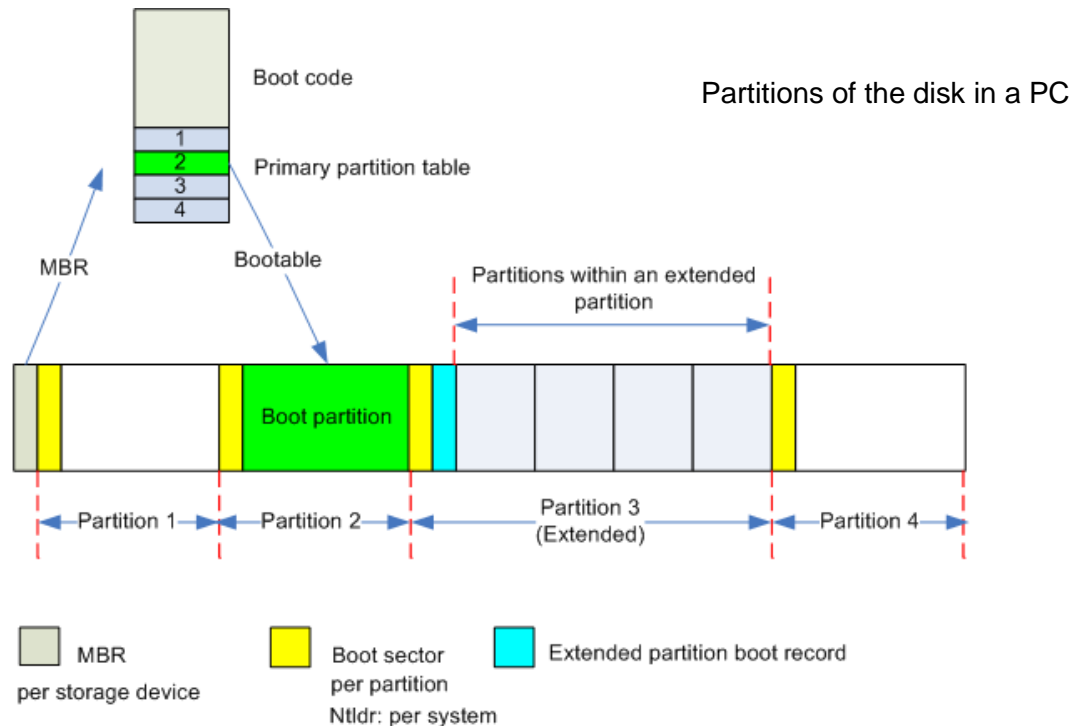 Partitions of the disk in a PC
Boot code
1
2
3
4
Primary partition table
MBR
Bootable
Partitions within an extended
partition
Boot partition
Partition 1
Partition 2
Partition 3
(Extended)
Partition 4
MBR
per storage device
Boot sector
per partition
Ntldr: per system
Extended partition boot record